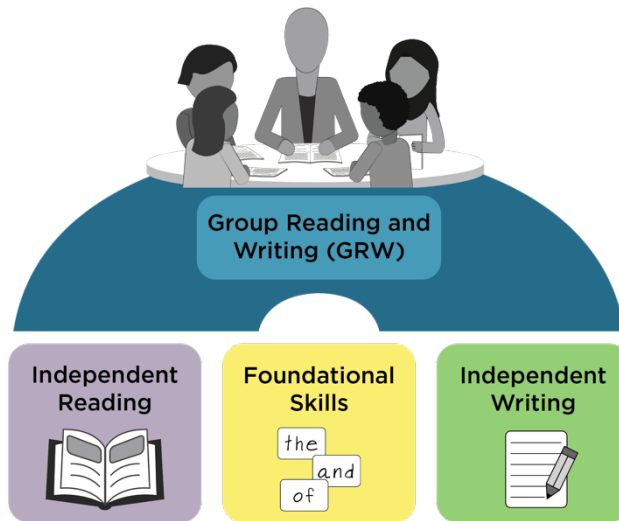 Group Reading and
Writing (GRW)
Independent
Reading
Foundational
Skills
the
and
of
Independent
Writing